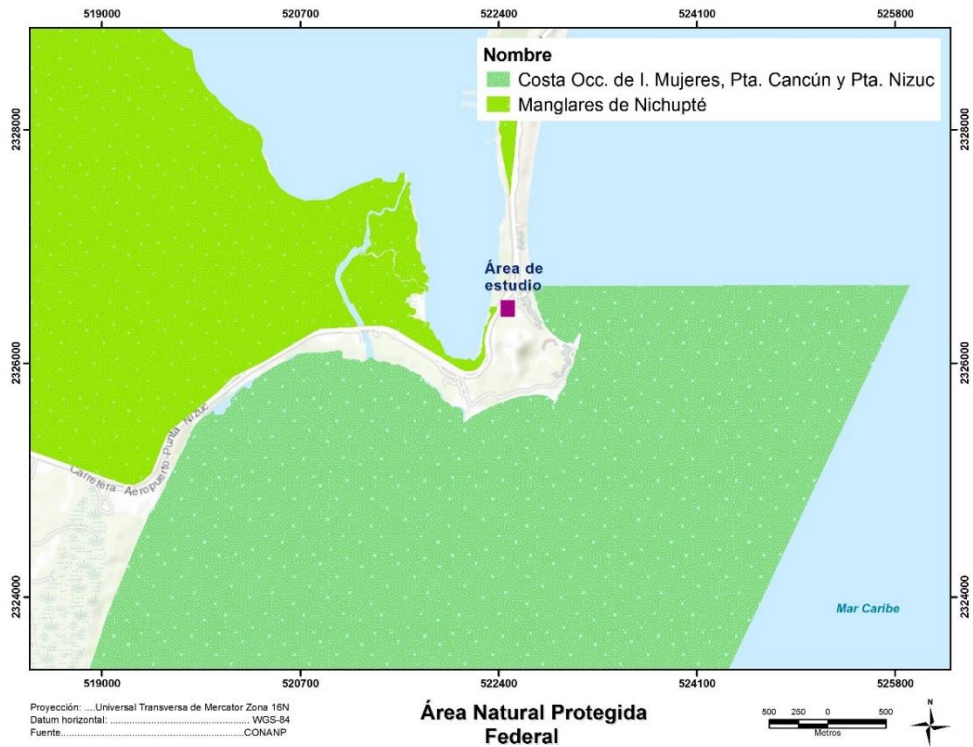 519000 520700 522400 524100 525800
Nombre
Costa Occ. de I. Mujeres, Pta. Cancún y Pta. Nizuc
Manglares de Nichupté
2328000 2328000
Área de
estudio
2326000 2326000
Carretera Aeropuerto-Punta Nizuc
2324000 2324000
Mar Caribe
519000 520700 522400 524100 525800
Proyección: ....Universal Transversa de Mercator Zona 16N
Datum horizontal: ........................................ WGS-84
Fuente......................................................CONANP
Área Natural Protegida
Federal
500 250 0 500
Metros
N